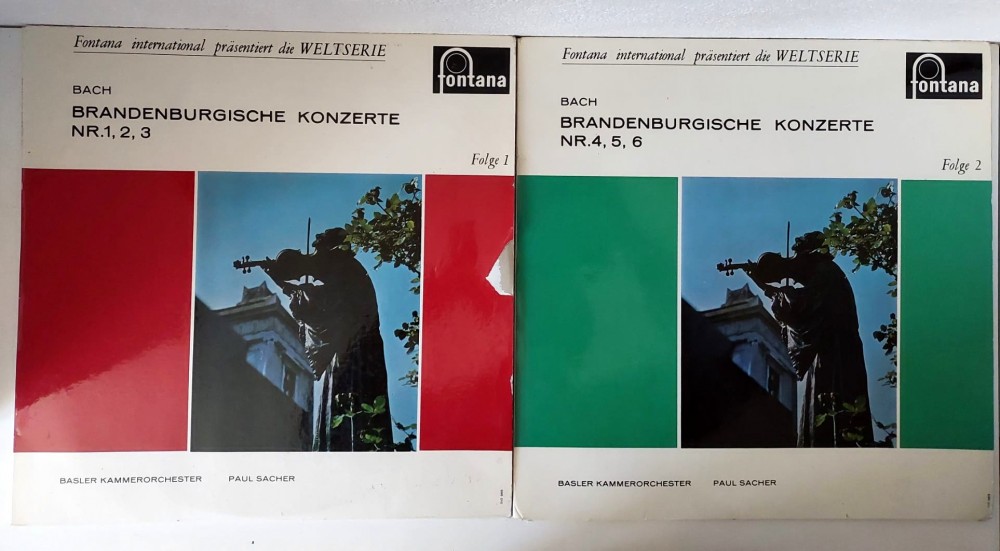 Fontana international präsentiert die WELTSERIE
fontana
BACH
BRANDENBURGISCHE KONZERTE
NR.1, 2, 3
Folge 1
BASLER KAMMERORCHESTER PAUL SACHER
Fontana international präsentiert die WELTSERIE
fontana
BACH
BRANDENBURGISCHE KONZERTE
NR.4, 5, 6
Folge 2
BASLER KAMMERORCHESTER PAUL SACHER